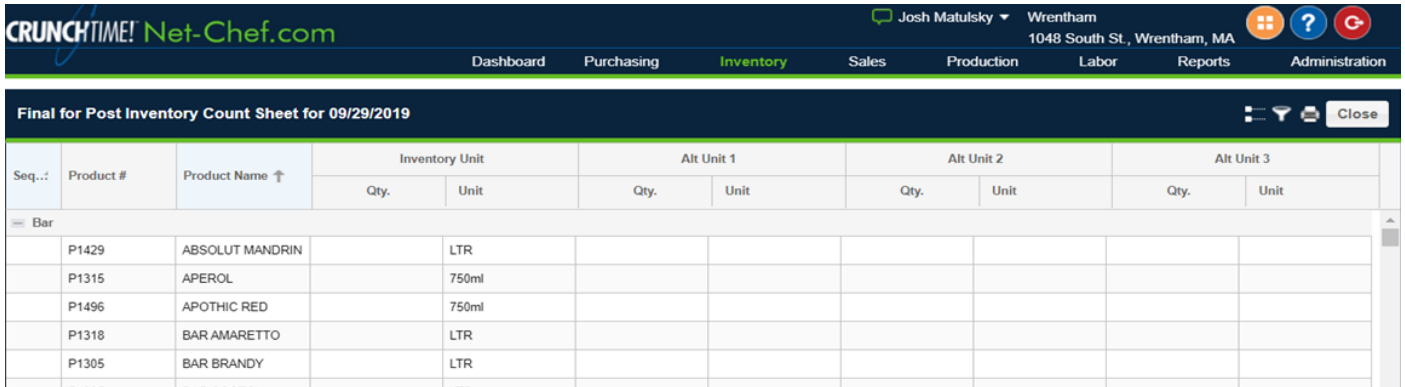 CRUNCHTIME! Net-Chef.com
Josh Matulsky Wrentham
1048 South St., Wrentham, MA
Dashboard Purchasing Inventory Sales Production Labor Reports Administration
Final for Post Inventory Count Sheet for 09/29/2019 Close
Inventory Unit Alt Unit 1 Alt Unit 2 Alt Unit 3
Seq..: Product # Product Name
Qty. Unit Qty. Unit Qty. Unit Qty. Unit
Bar
P1429 ABSOLUT MANDRIN LTR
P1315 APEROL 750ml
P1496 APOTHIC RED 750ml
P1318 BAR AMARETTO LTR
P1305 BAR BRANDY LTR